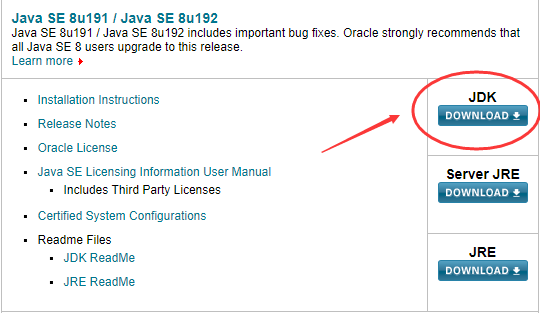 Java SE 8u191 / Java SE 8u192
Java SE 8u191 / Java SE 8u192 includes important bug fixes. Oracle strongly recommends that
all Java SE 8 users upgrade to this release.
Learn more
Installation Instructions
Release Notes
Oracle License
Java SE Licensing Information User Manual
Includes Third Party Licenses
Certified System Configurations
Readme Files
JDK ReadMe
JRE ReadMe
JDK
DOWNLOAD
Server JRE
DOWNLOAD
JRE
DOWNLOAD